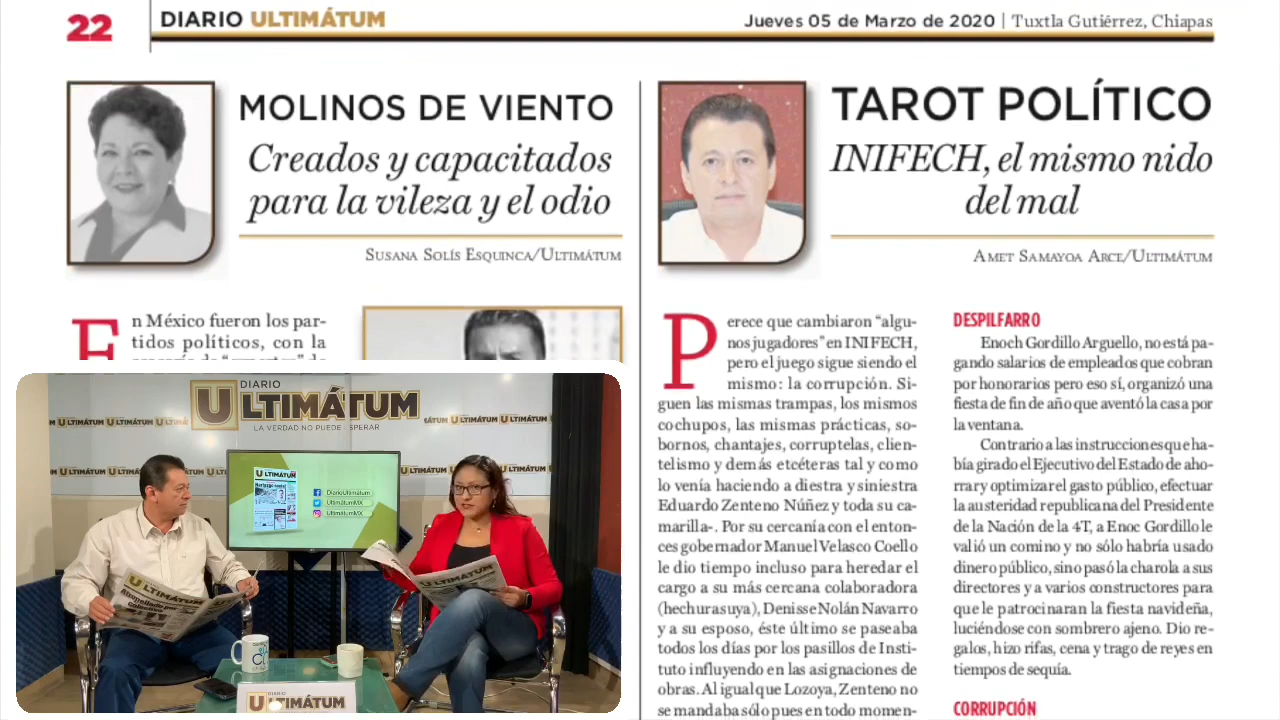 22
DIARIO ULTIMÁTUM
Jueves 05 de Marzo de 2020 | Tuxtla Gutiérrez, Chiapas
MOLINOS DE VIENTO
Creados y capacitados
para la vileza y el odio
SUSANA SOLÍS ESQUINCA/ULTIMÁTUM
En México fueron los par-
tidos políticos, con la
TAROT POLÍTICO
INIFECH, el mismo nido
del mal
AMET SAMAYOA ARCE/ULTIMÁTUM
Perece que cambiaron “algu-
nos jugadores” en INIFECH,
pero el juego sigue siendo el
mismo: la corrupción. Si-
guen las mismas trampas, los mismos
cochupos, las mismas prácticas, so-
bornos, chantajes, corruptelas, clien-
telismo y demás etcéteras tal y como
lo venía haciendo a diestra y siniestra
Eduardo Zenteno Núñez y toda su ca-
marilla-. Por su cercanía con el enton-
ces gobernador Manuel Velasco Coello
le dio tiempo incluso para heredar el
cargo a su más cercana colaboradora
(hechura suya), Denisse Nolán Navarro
y a su esposo, éste último se paseaba
todos los días por los pasillos de Insti-
tuto influyendo en las asignaciones de
obras. Al igual que Lozoya, Zenteno no
se mandaba sólo pues en todo momen-
DESPILFARRO
Enoch Gordillo Arguello, no está pa-
gando salarios de empleados que cobran
por honorarios pero eso sí, organizó una
fiesta de fin de año que aventó la casa por
la ventana.
Contrario a las instrucciones que ha-
bía girado el Ejecutivo del Estado de aho-
rrar y optimizar el gasto público, efectuar
la austeridad republicana del Presidente
de la Nación de la 4T, a Enoc Gordillo le
valió un comino y no sólo habría usado
dinero público, sino pasó la charola a sus
directores y a varios constructores para
que le patrocinaran la fiesta navideña,
luciéndose con sombrero ajeno. Dio re-
galos, hizo rifas, cena y trago de reyes en
tiempos de sequía.
CORRUPCIÓN
DIARIO
ULTIMÁTUM
LA VERDAD NO PUEDE ESPERAR
ULTIMÁTUM
DiarioUltimátum
UltimátumMX
UltimátumMX
ULTIMÁTUM
ULTIMÁTUM
DIARIO
ULTIMÁTUM